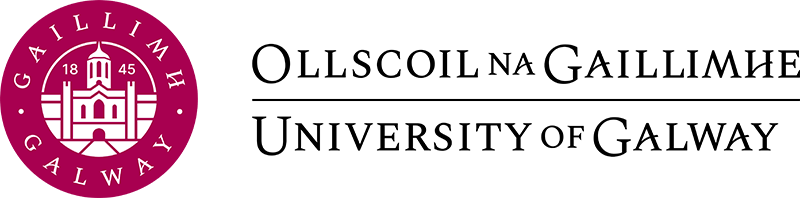 GAILLIMH
18 45
GALWAY
OLLSCOIL NA GAILLIMHE
UNIVERSITY OF GALWAY